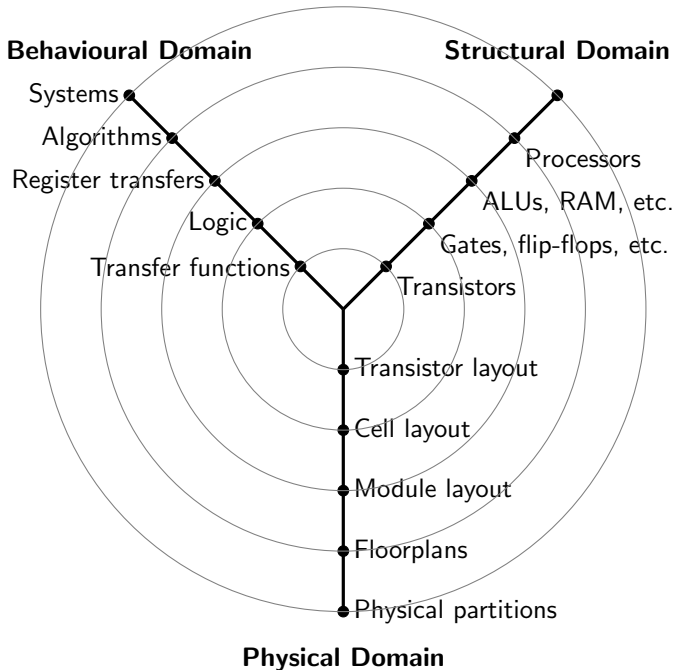 Behavioural Domain
Structural Domain
Systems
Algorithms
Processors
Register transfers
ALUs, RAM, etc.
Logic
Gates, flip-flops, etc.
Transfer functions
Transistors
Transistor layout
Cell layout
Module layout
Floorplans
Physical partitions
Physical Domain